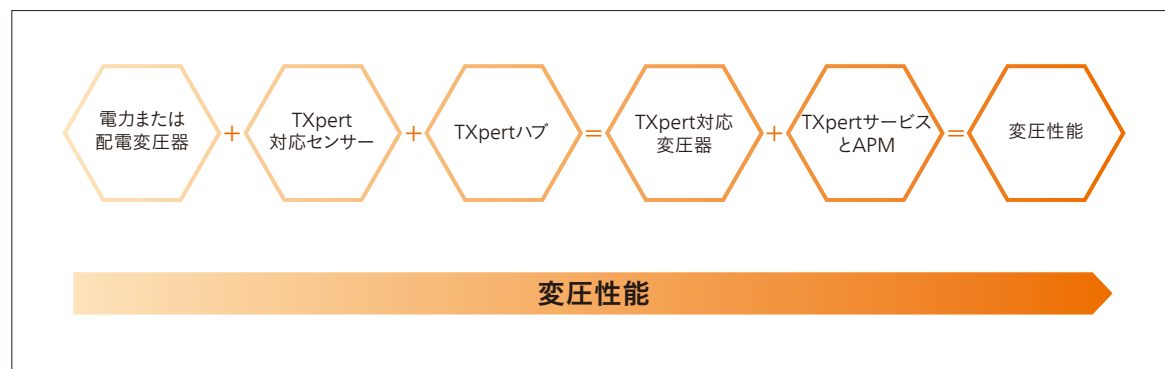 電力または
配電変圧器
+
TXpert
対応センサー
+
TXpertハブ
=
TXpert対応
変圧器
+
TXpertサービス
とAPM
=
変圧性能
変圧性能